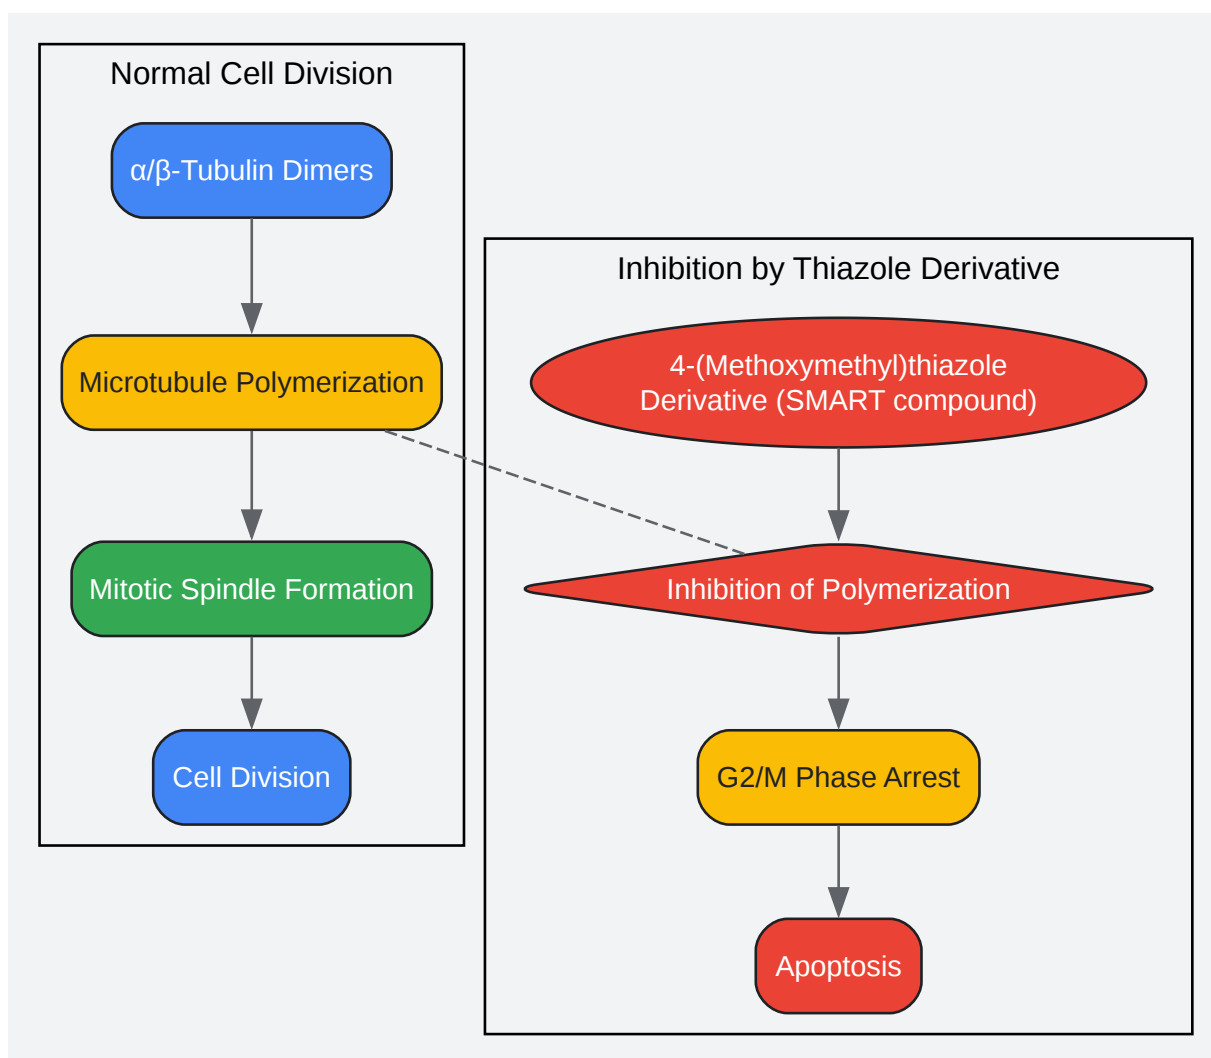 Normal Cell Division
α/β-Tubulin Dimers
Microtubule Polymerization
Mitotic Spindle Formation
Cell Division
Inhibition by Thiazole Derivative
4-(Methoxymethyl)thiazole
Derivative (SMART compound)
Inhibition of Polymerization
G2/M Phase Arrest
Apoptosis